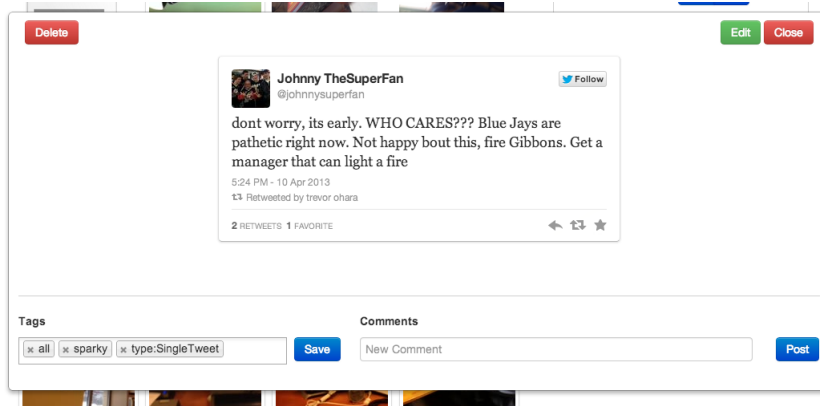 Delete
Edit
Close
Johnny TheSuperFan
@johnnysuperfan
Follow
dont worry, its early. WHO CARES??? Blue Jays are
pathetic right now. Not happy bout this, fire Gibbons. Get a
manager that can light a fire
5:24 PM - 10 Apr 2013
Retweeted by trevor ohara
2 RETWEETS 1 FAVORITE
Tags
Comments
x all x sparky x type:SingleTweet
Save
New Comment
Post